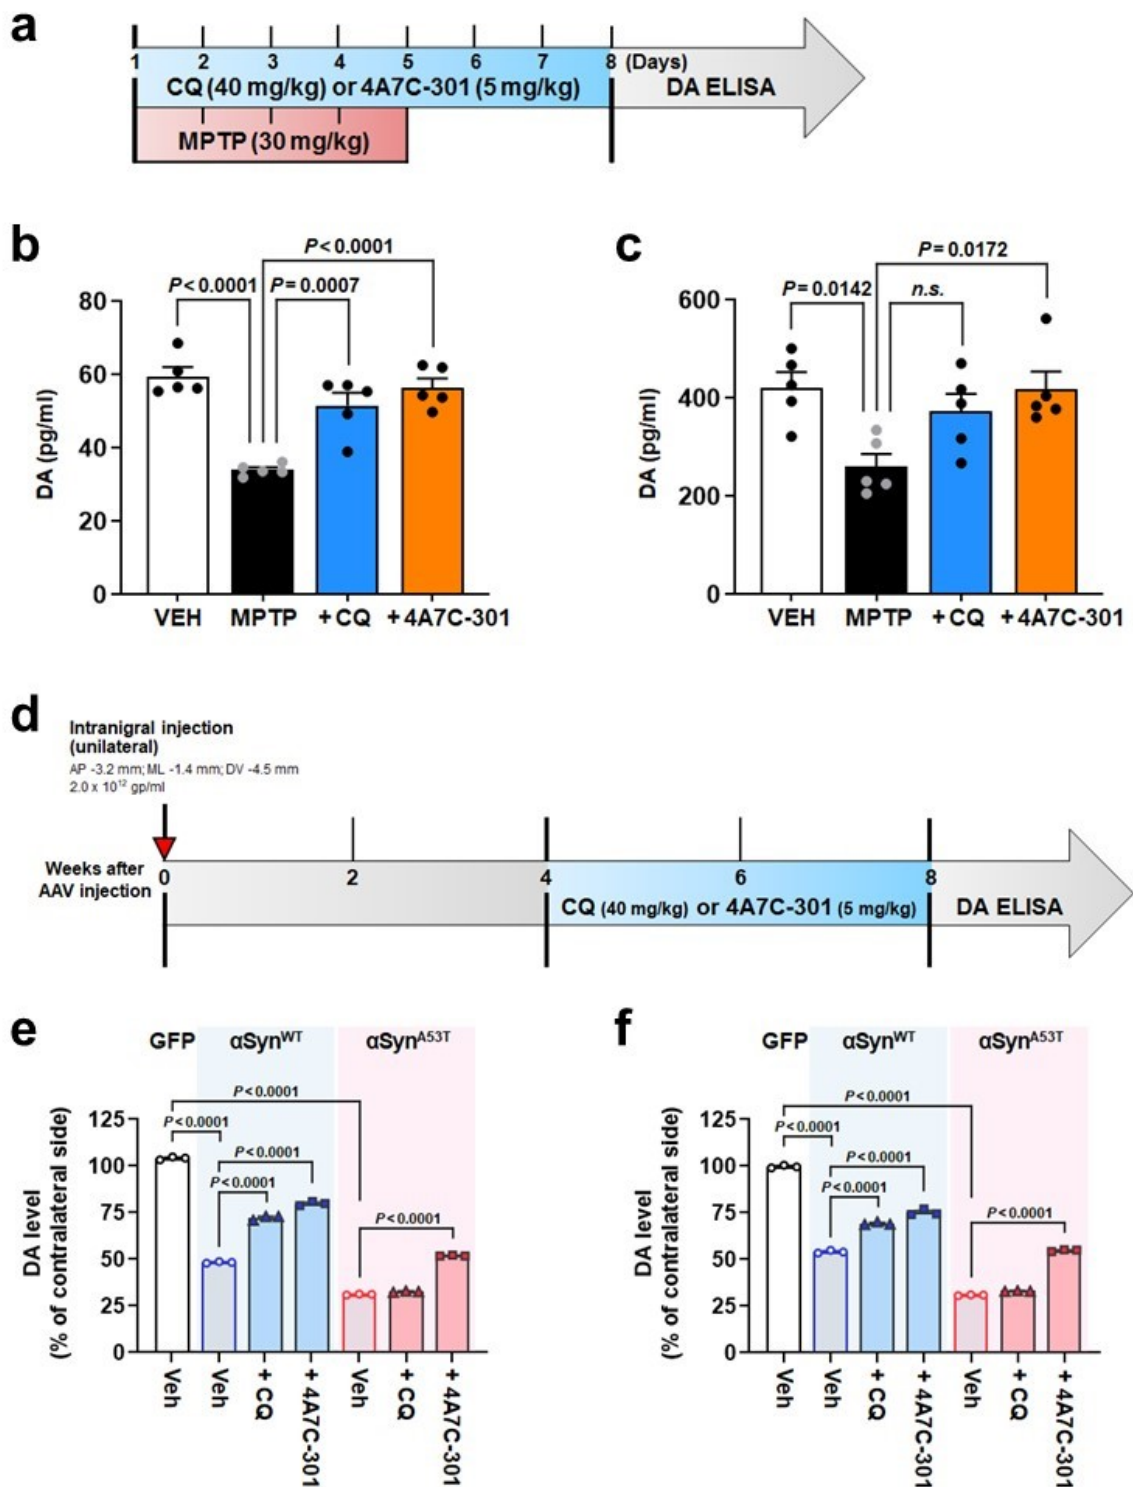 a
1 2 3 4 5 6 7 8 (Days)
CQ (40 mg/kg) or 4A7C-301 (5 mg/kg)
DA ELISA
MPTP (30 mg/kg)
b
P < 0.0001
P < 0.0001
P = 0.0007
DA (pg/ml)
80
60
40
20
0
VEH MPTP + CQ + 4A7C-301
c
P = 0.0172
P = 0.0142
n.s.
DA (pg/ml)
600
400
200
0
VEH MPTP + CQ + 4A7C-301
d
Intranigral injection
(unilateral)
AP -3.2 mm; ML -1.4 mm; DV -4.5 mm
2.0 x 10¹² gp/ml
Weeks after
AAV injection
0 2 4 6 8
CQ (40 mg/kg) or 4A7C-301 (5 mg/kg)
DA ELISA
e
GFP αSynᵂᵀ αSynᴬ⁵³ᵀ
P < 0.0001
P < 0.0001
P < 0.0001
P < 0.0001
P < 0.0001
DA level
(% of contralateral side)
125
100
75
50
25
0
Veh
Veh
+ CQ
+ 4A7C-301
Veh
+ CQ
+ 4A7C-301
f
GFP αSynᵂᵀ αSynᴬ⁵³ᵀ
P < 0.0001
P < 0.0001
P < 0.0001
P < 0.0001
P < 0.0001
DA level
(% of contralateral side)
125
100
75
50
25
0
Veh
Veh
+ CQ
+ 4A7C-301
Veh
+ CQ
+ 4A7C-301